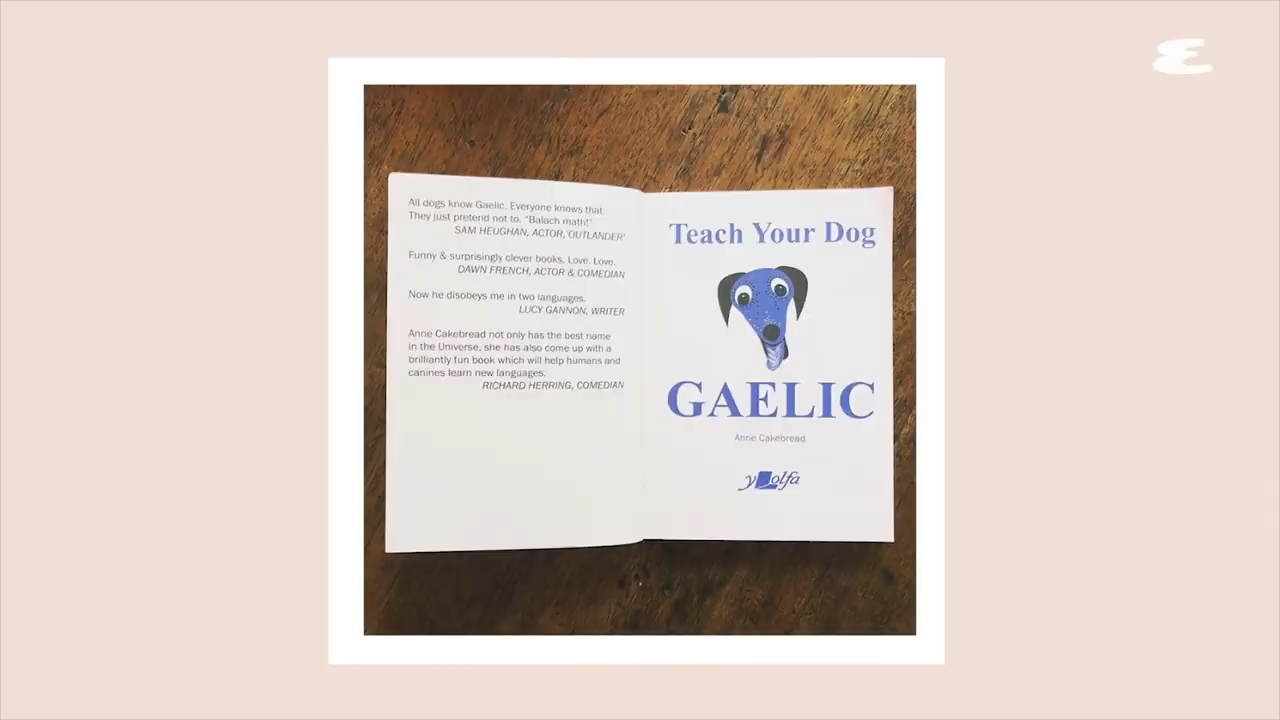 All dogs know Gaelic. Everyone knows that.
They just pretend not to. "Balach math!"
SAM HEUGHAN, ACTOR, 'OUTLANDER'
Funny & surprisingly clever books. Love. Love.
DAWN FRENCH, ACTOR & COMEDIAN
Now he disobeys me in two languages.
LUCY GANNON, WRITER
Anne Cakebread not only has the best name
in the Universe, she has also come up with a
brilliantly fun book which will help humans and
canines learn new languages.
RICHARD HERRING, COMEDIAN
Teach Your Dog
GAELIC
Anne Cakebread
y Lolfa
E